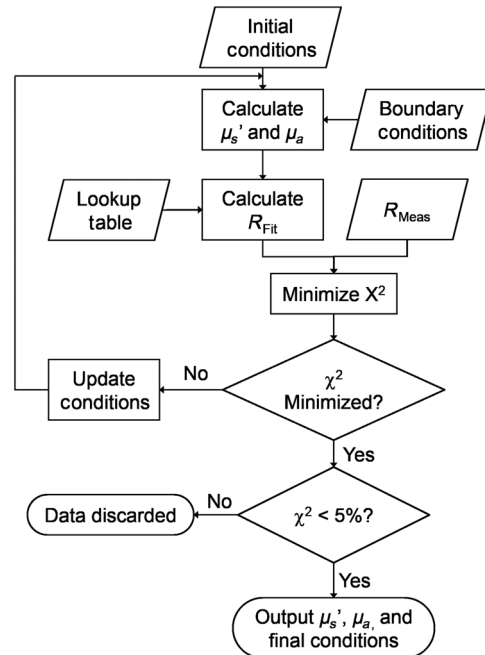 Initial
conditions
Calculate
μs' and μa
Boundary
conditions
Lookup
table
Calculate
RFit
RMeas
Minimize X²
χ²
Minimized?
No
Update
conditions
Yes
χ² < 5%?
No
Data discarded
Yes
Output μs', μa, and
final conditions